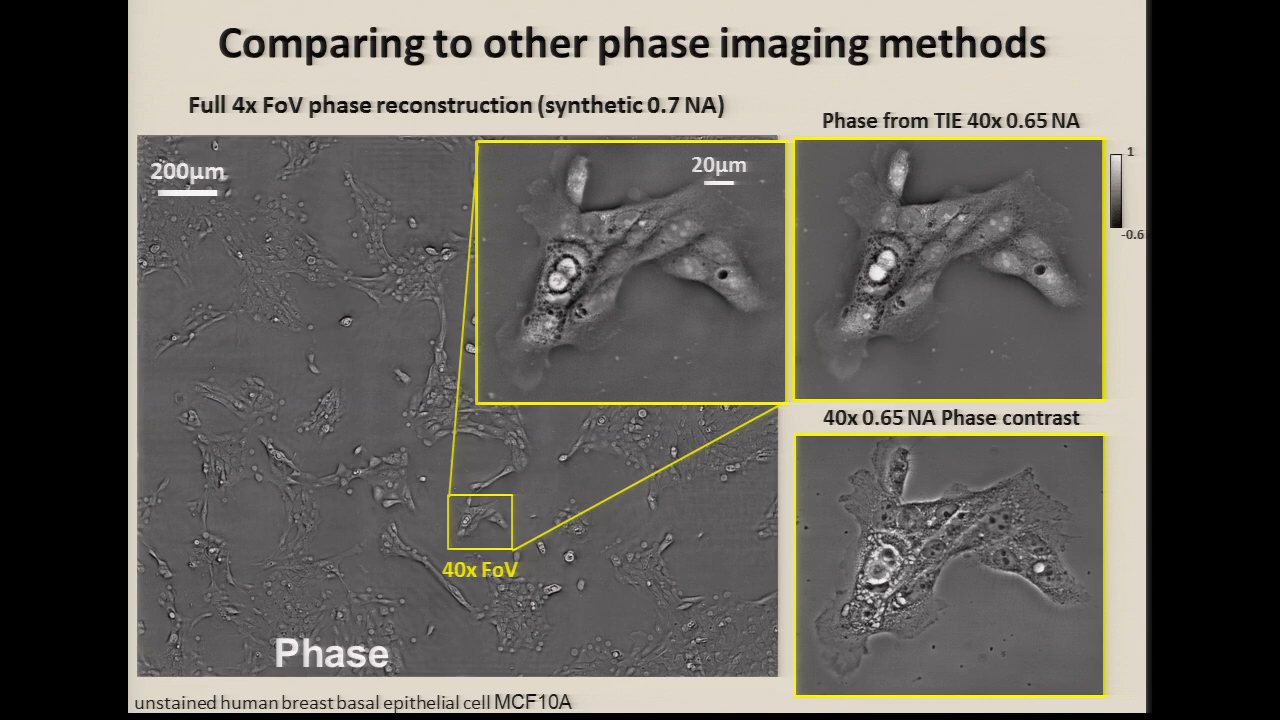 Comparing to other phase imaging methods
Full 4x FoV phase reconstruction (synthetic 0.7 NA)
Phase from TIE 40x 0.65 NA
200μm
20μm
1
-0.6
40x 0.65 NA Phase contrast
40x FoV
Phase
unstained human breast basal epithelial cell MCF10A